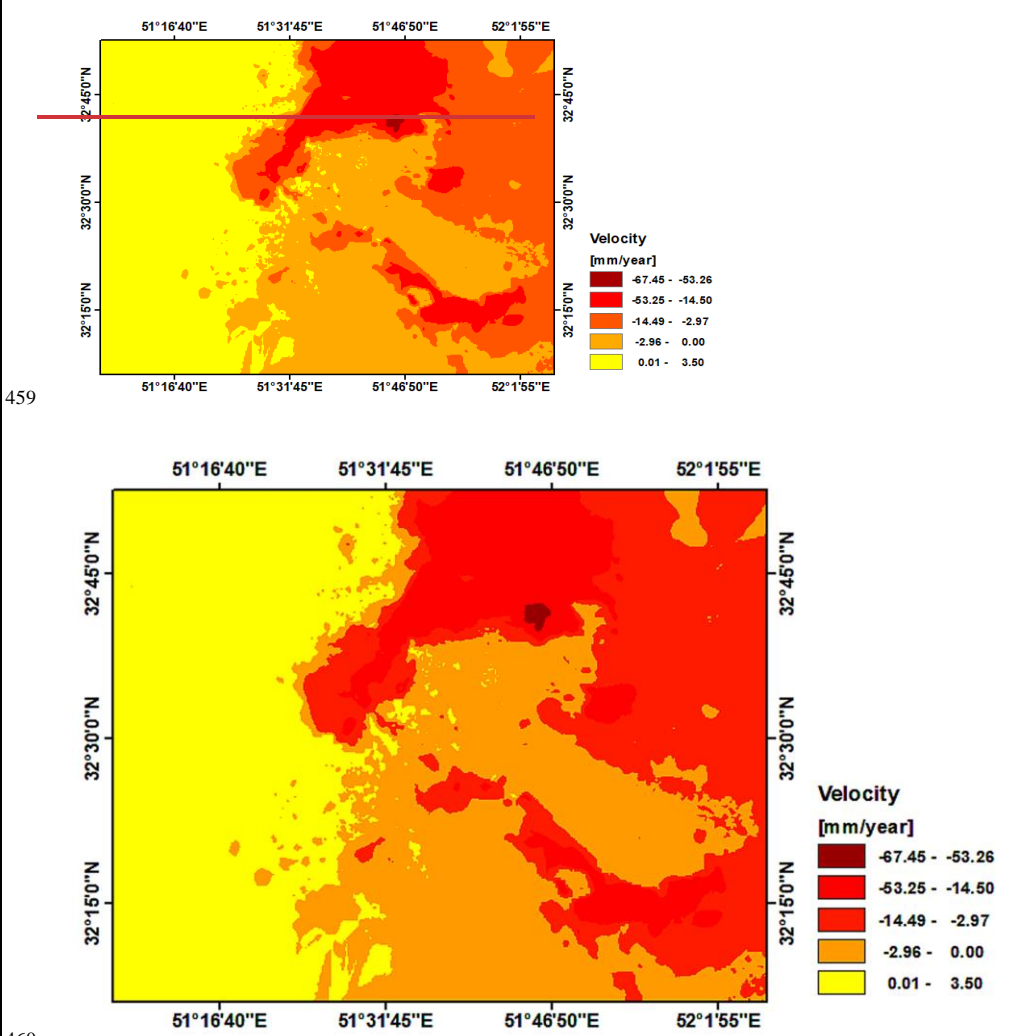 51°16'40"E 51°31'45"E 51°46'50"E 52°1'55"E
32°45'0"N 32°45'0"N
32°30'0"N 32°30'0"N
32°15'0"N 32°15'0"N
Velocity
[mm/year]
-67.45 - -53.26
-53.25 - -14.50
-14.49 - -2.97
-2.96 - 0.00
0.01 - 3.50
51°16'40"E 51°31'45"E 51°46'50"E 52°1'55"E
459
51°16'40"E 51°31'45"E 51°46'50"E 52°1'55"E
32°45'0"N 32°45'0"N
32°30'0"N 32°30'0"N
32°15'0"N 32°15'0"N
Velocity
[mm/year]
-67.45 - -53.26
-53.25 - -14.50
-14.49 - -2.97
-2.96 - 0.00
0.01 - 3.50
51°16'40"E 51°31'45"E 51°46'50"E 52°1'55"E